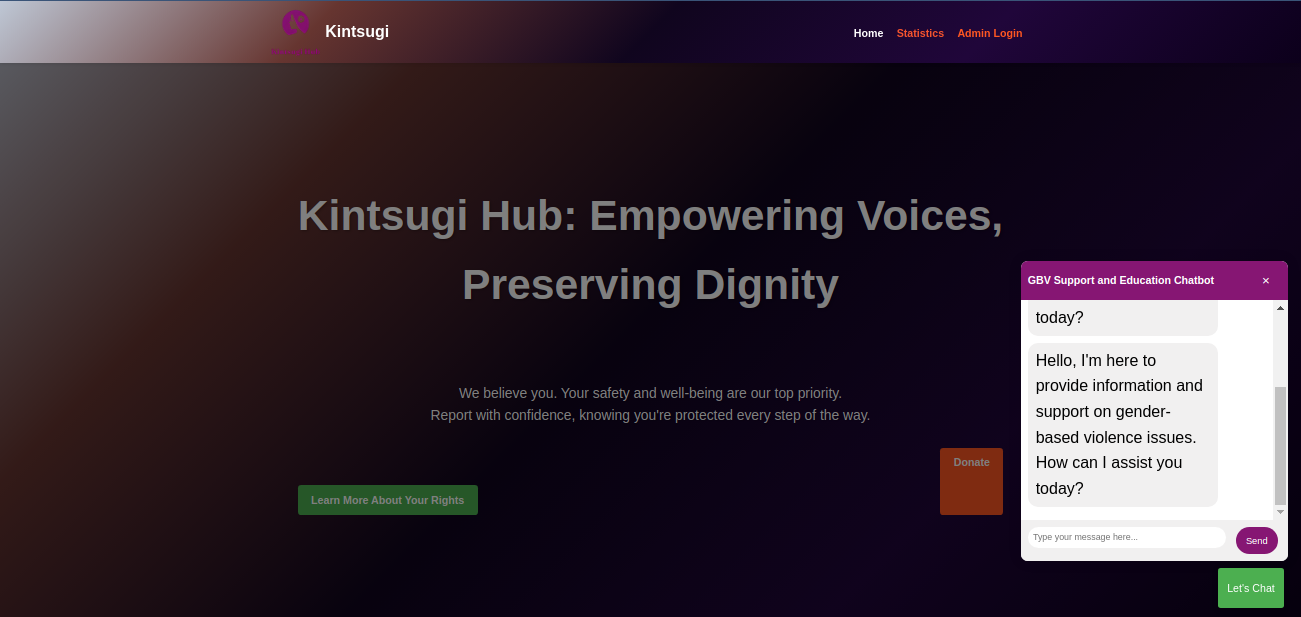 Kintsugi
Home
Statistics
Admin Login
Kintsugi Hub: Empowering Voices,
Preserving Dignity
We believe you. Your safety and well-being are our top priority.
Report with confidence, knowing you're protected every step of the way.
Learn More About Your Rights
Donate
GBV Support and Education Chatbot
×
today?
Hello, I'm here to
provide information and
support on gender-
based violence issues.
How can I assist you
today?
Type your message here...
Send
Let's Chat